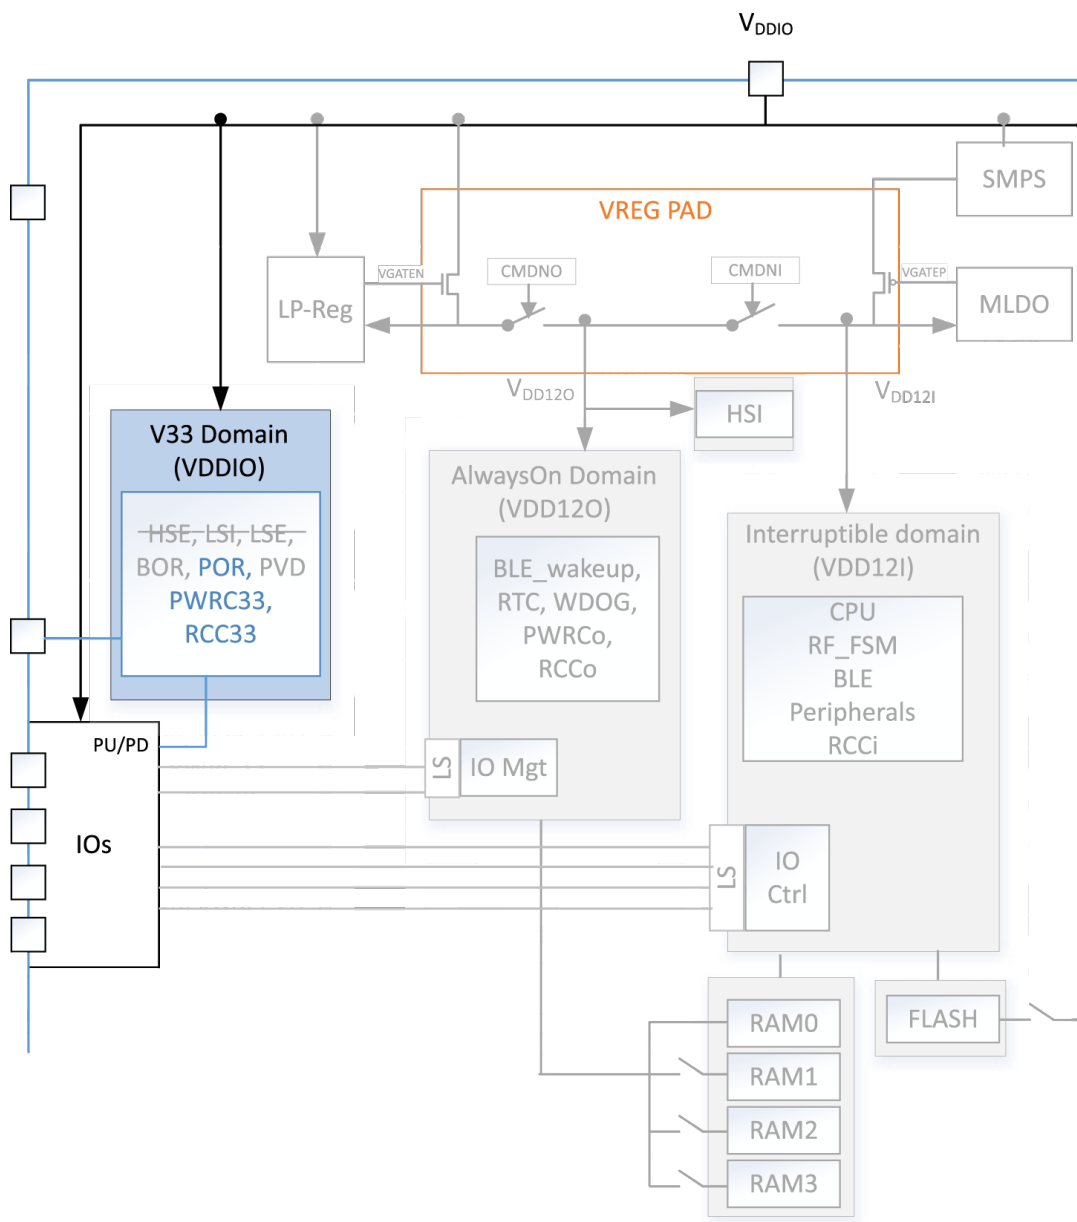 VDDIO
SMPS
VREG PAD
VGATEN
CMDNO
CMDNI
VGATEP
LP-Reg
MLDO
VDD12O
VDD12I
HSI
V33 Domain
(VDDIO)
HSE, LSI, LSE,
BOR, POR, PVD
PWRC33,
RCC33
AlwaysOn Domain
(VDD12O)
BLE_wakeup,
RTC, WDOG,
PWRCo,
RCCo
Interruptible domain
(VDD12I)
CPU
RF_FSM
BLE
Peripherals
RCCi
PU/PD
IOs
LS
IO Mgt
LS
IO
Ctrl
RAM0
RAM1
RAM2
RAM3
FLASH